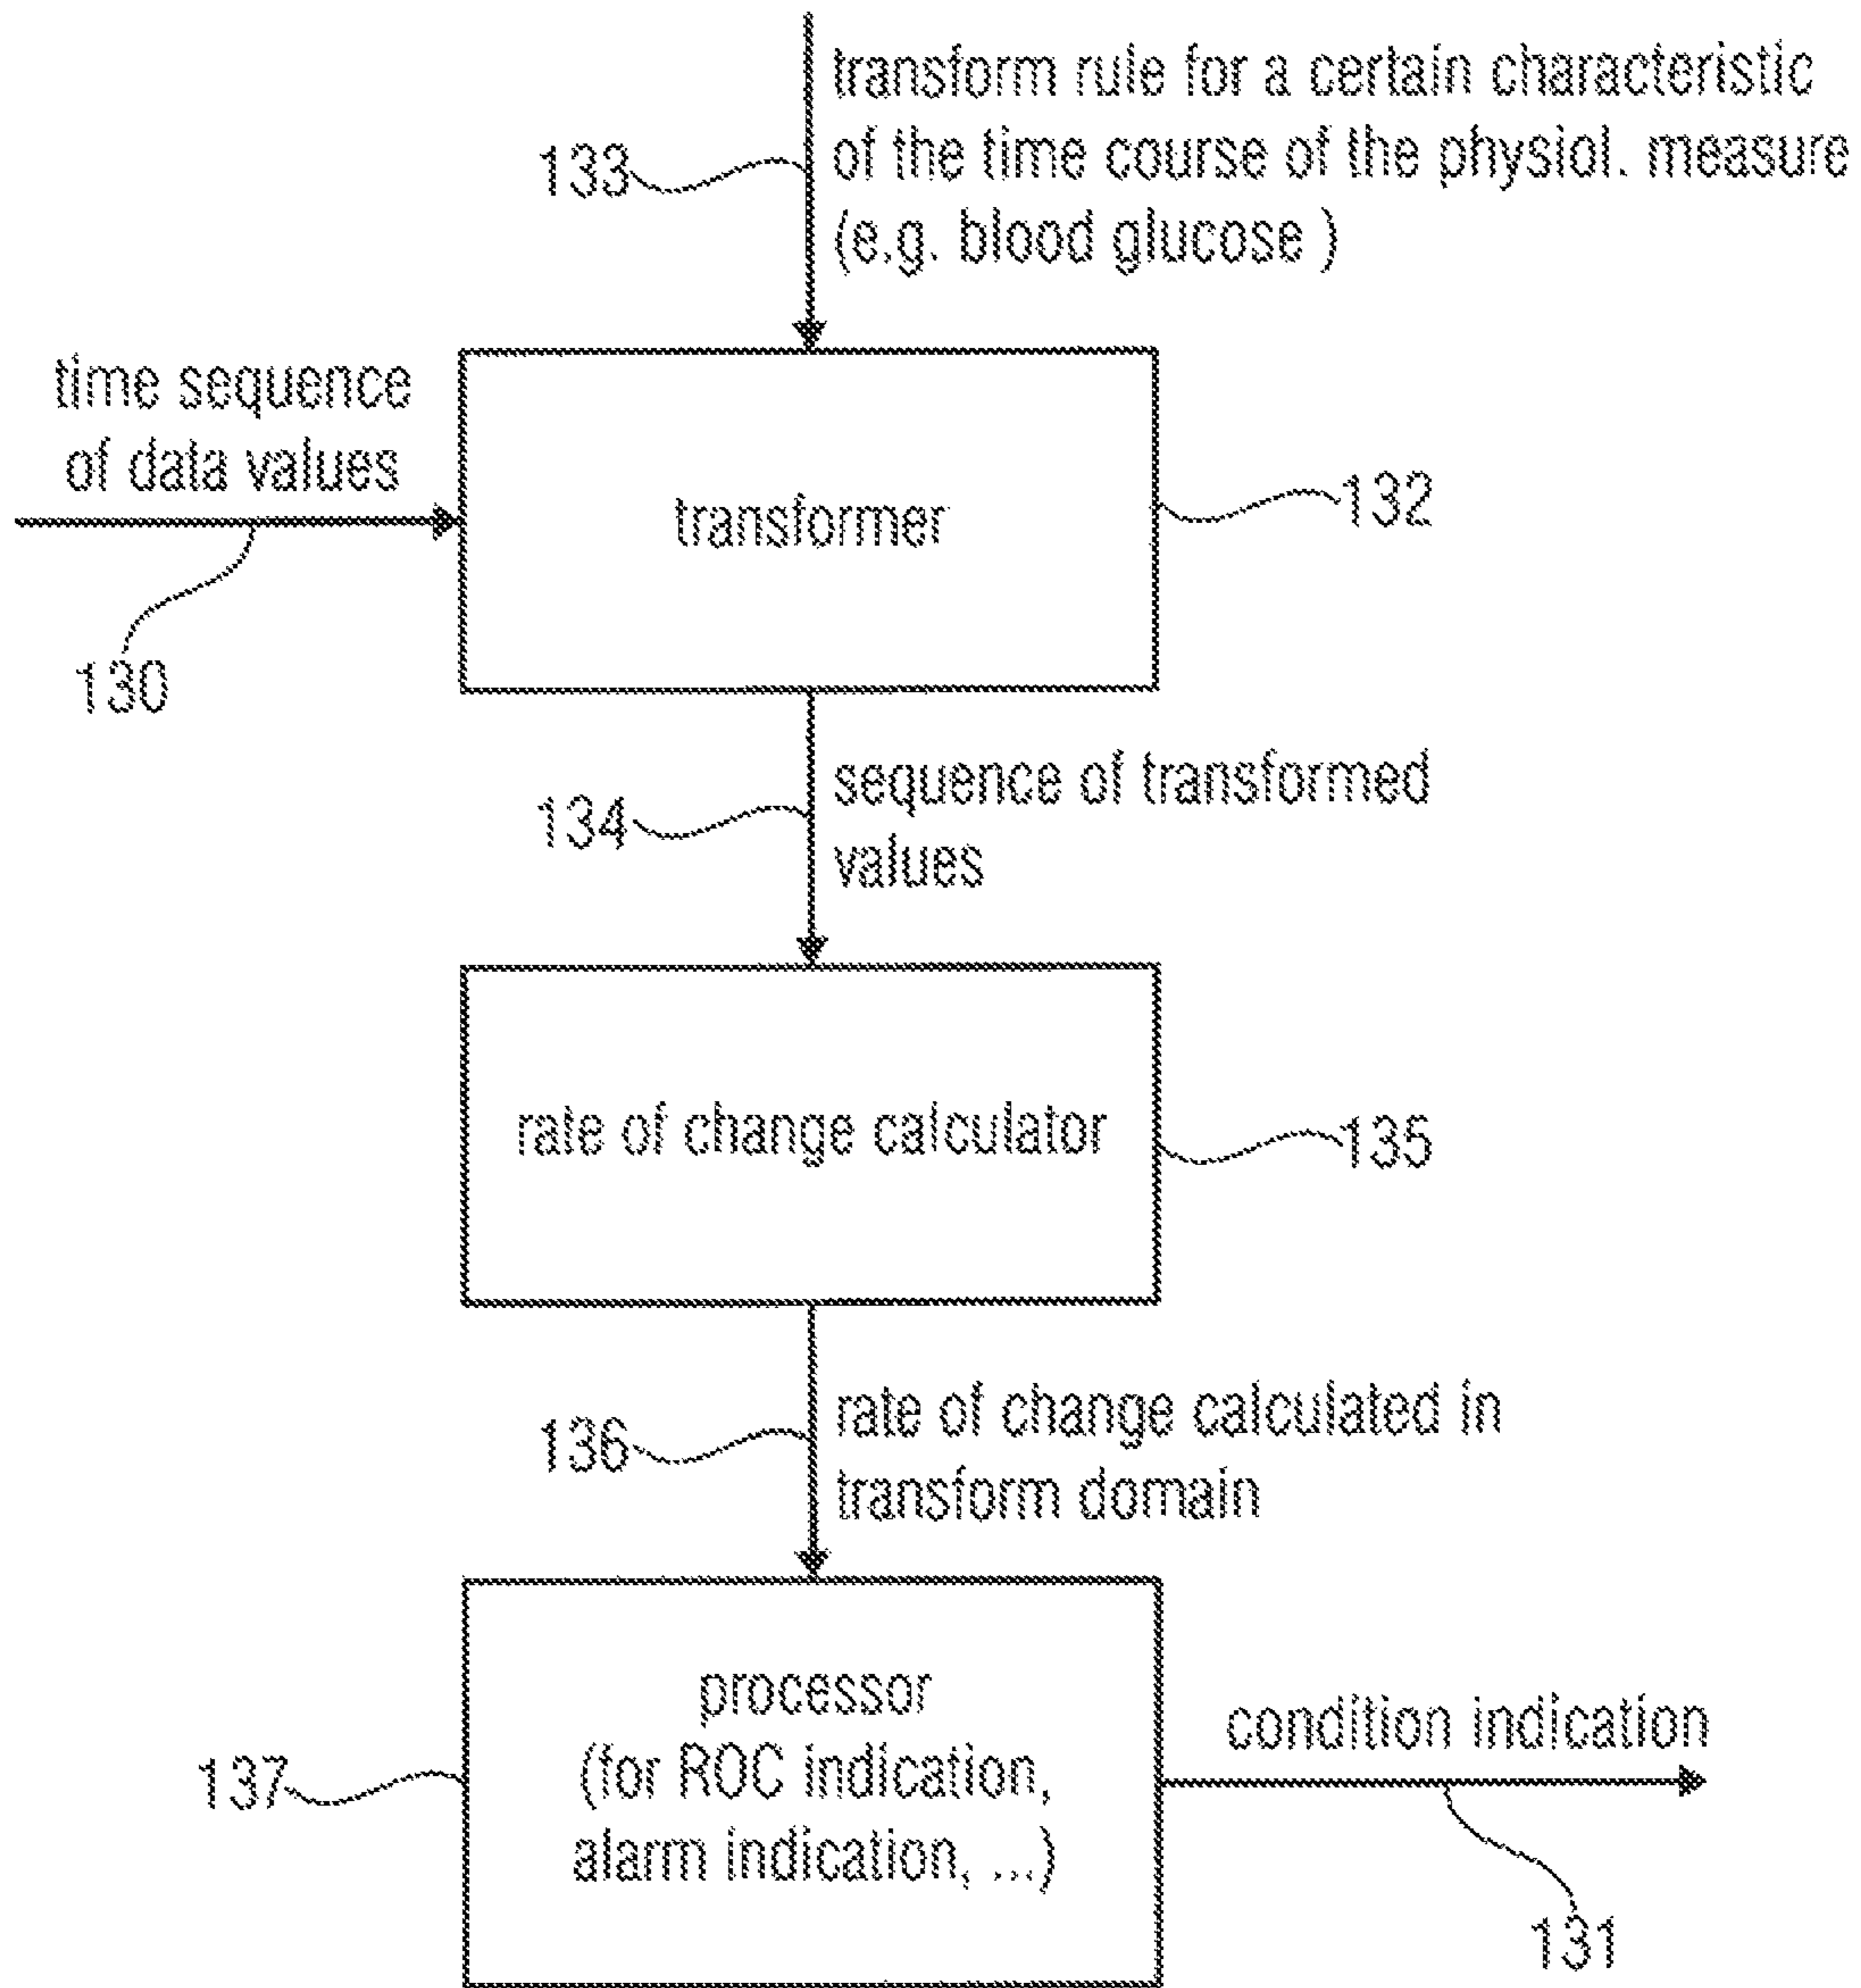 transform rule for a certain characteristic
of the time course of the physiol. measure
(e.g. blood glucose )
133
time sequence
of data values
130
transformer
132
134
sequence of transformed
values
rate of change calculator
135
136
rate of change calculated in
transform domain
processor
(for ROC indication,
alarm indication, ...)
137
condition indication
131